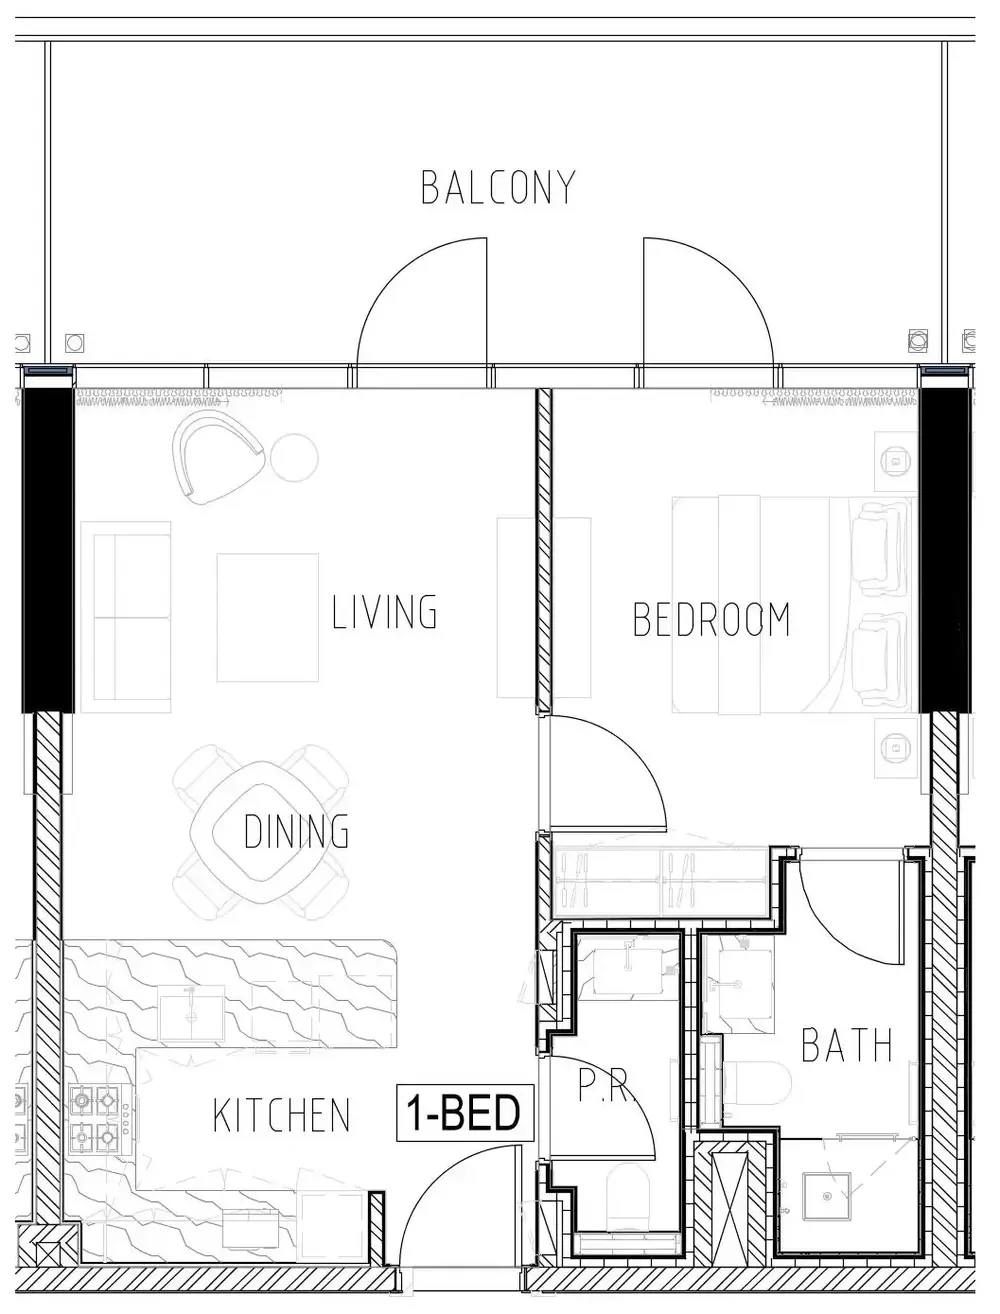 BALCONY
LIVING
BEDROOM
DINING
BATH
P.R.
KITCHEN
1-BED